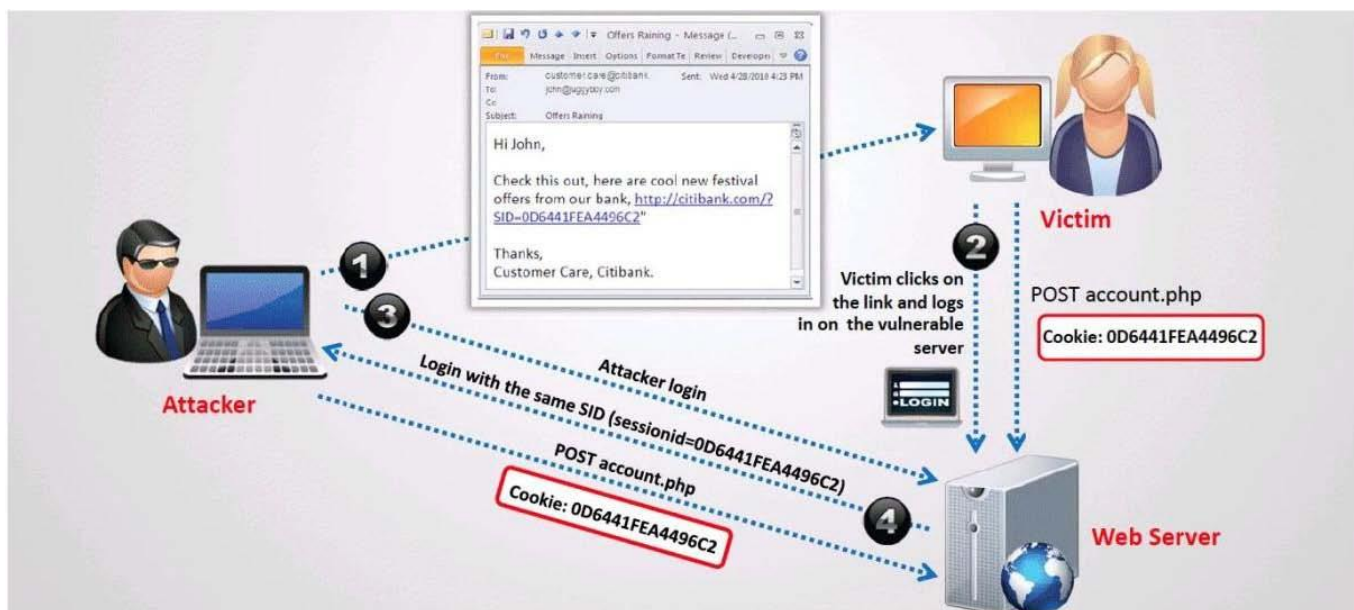 Offers Raining - Message (...
File Message Insert Options Format Te Review Developer
From: customer.care@citibank. Sent: Wed 4/28/2010 4:23 PM
To: john@juggyboy.com
Cc
Subject: Offers Raining
Hi John,
Check this out, here are cool new festival
offers from our bank, http://citibank.com/?
SID=0D6441FEA4496C2"
Thanks,
Customer Care, Citibank.
Victim
1
2
3
Victim clicks on
the link and logs
in on the vulnerable
server
POST account.php
Cookie: 0D6441FEA4496C2
LOGIN
Attacker
Attacker login
Login with the same SID (sessionid=0D6441FEA4496C2)
POST account.php
Cookie: 0D6441FEA4496C2
4
Web Server